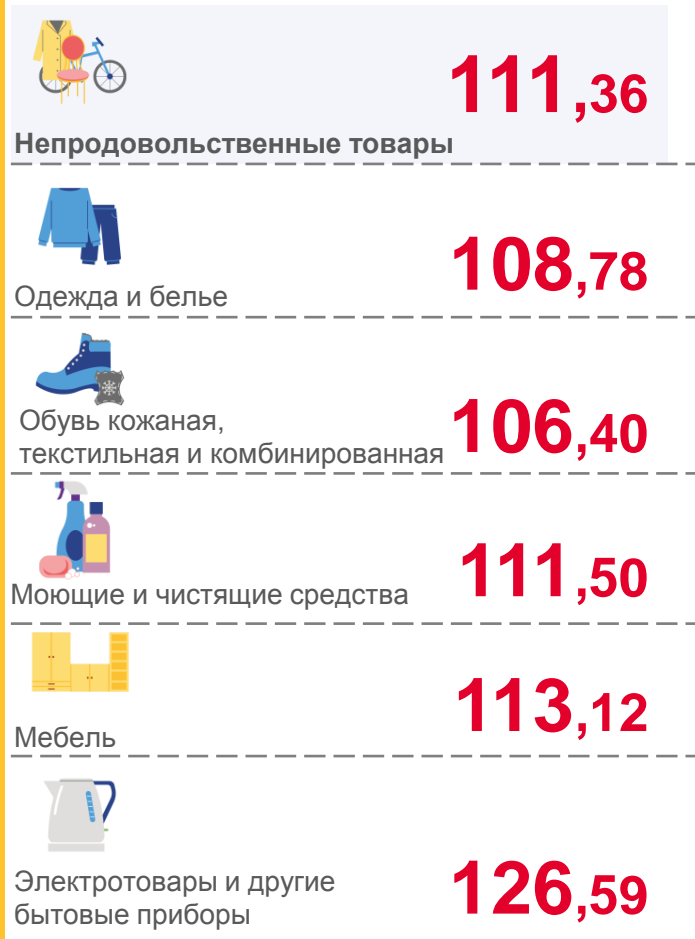 111,36
Непродовольственные товары
108,78
Одежда и белье
Обувь кожаная,
текстильная и комбинированная
106,40
111,50
Моющие и чистящие средства
113,12
Мебель
Электротовары и другие
бытовые приборы
126,59